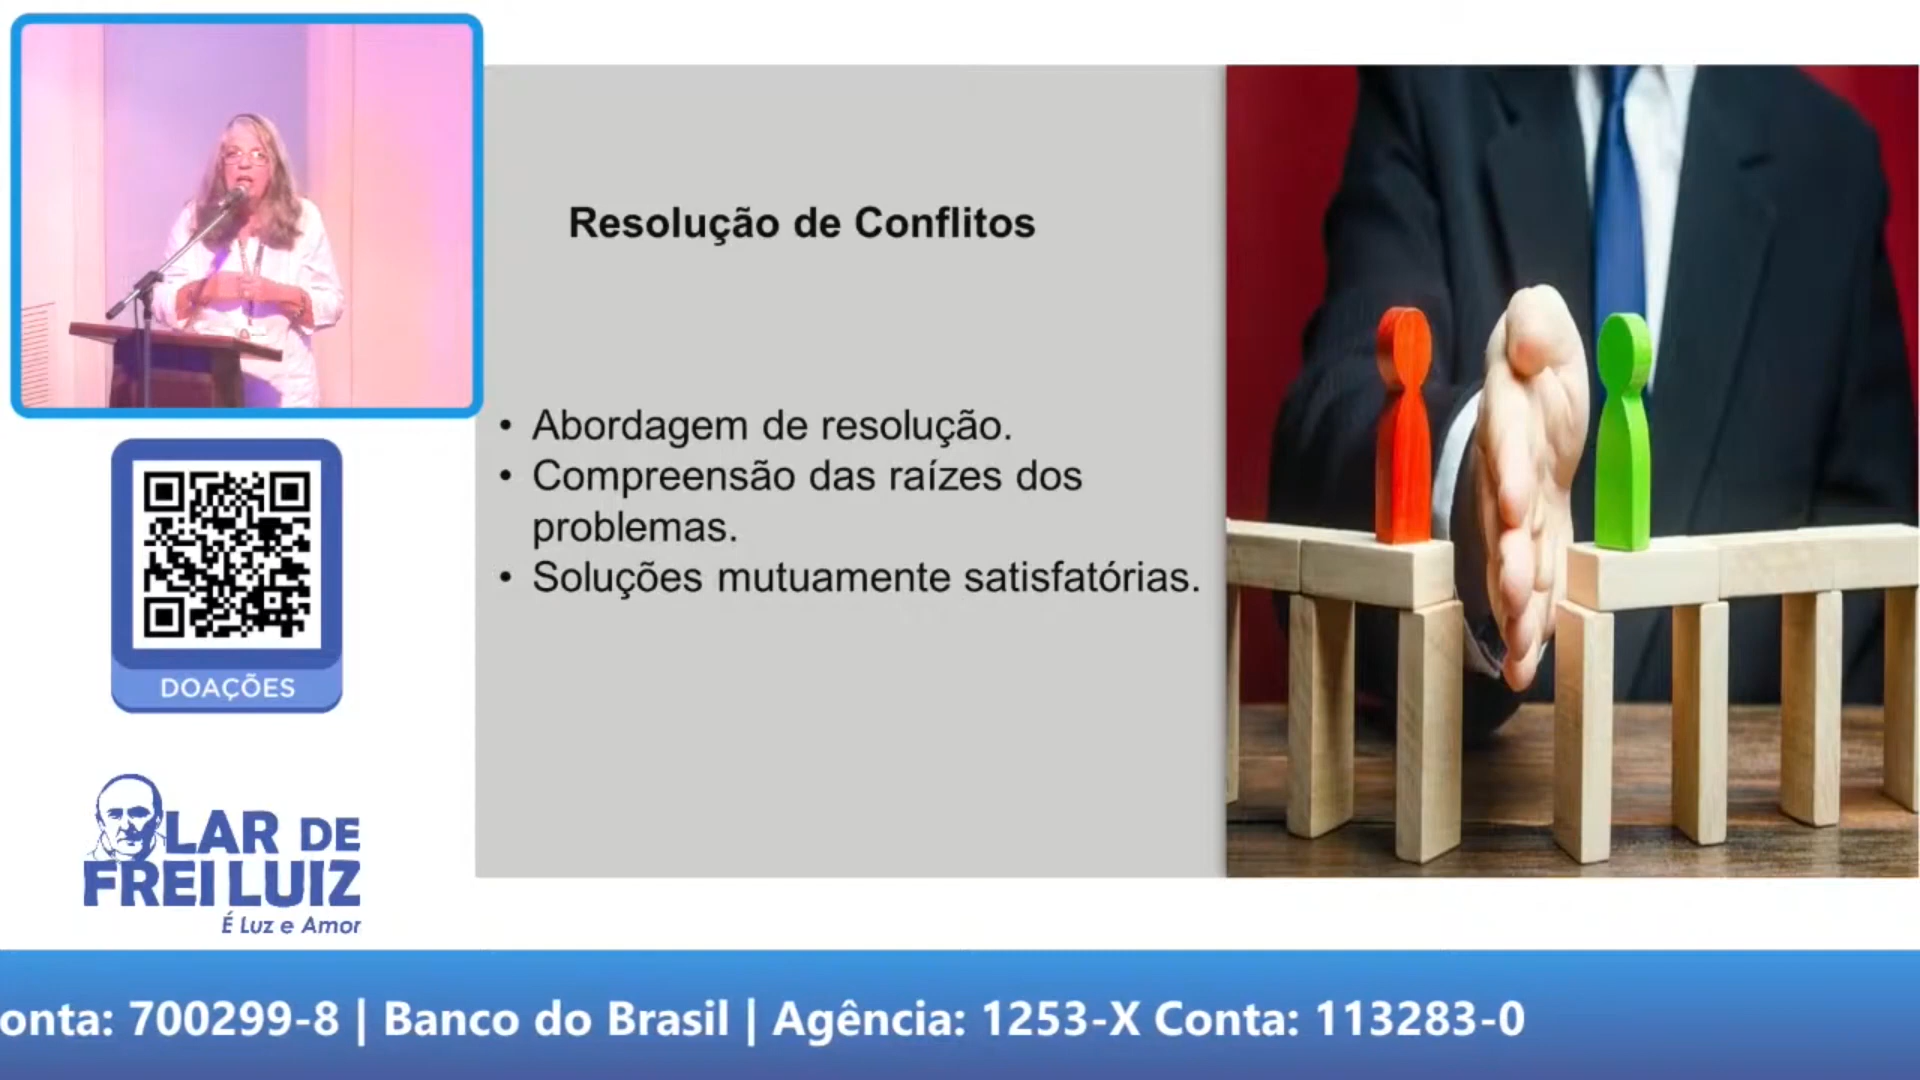 Resolução de Conflitos
• Abordagem de resolução.
• Compreensão das raízes dos
problemas.
• Soluções mutuamente satisfatórias.
DOAÇÕES
LAR DE
FREI LUIZ
É Luz e Amor
onta: 700299-8 | Banco do Brasil | Agência: 1253-X Conta: 113283-0